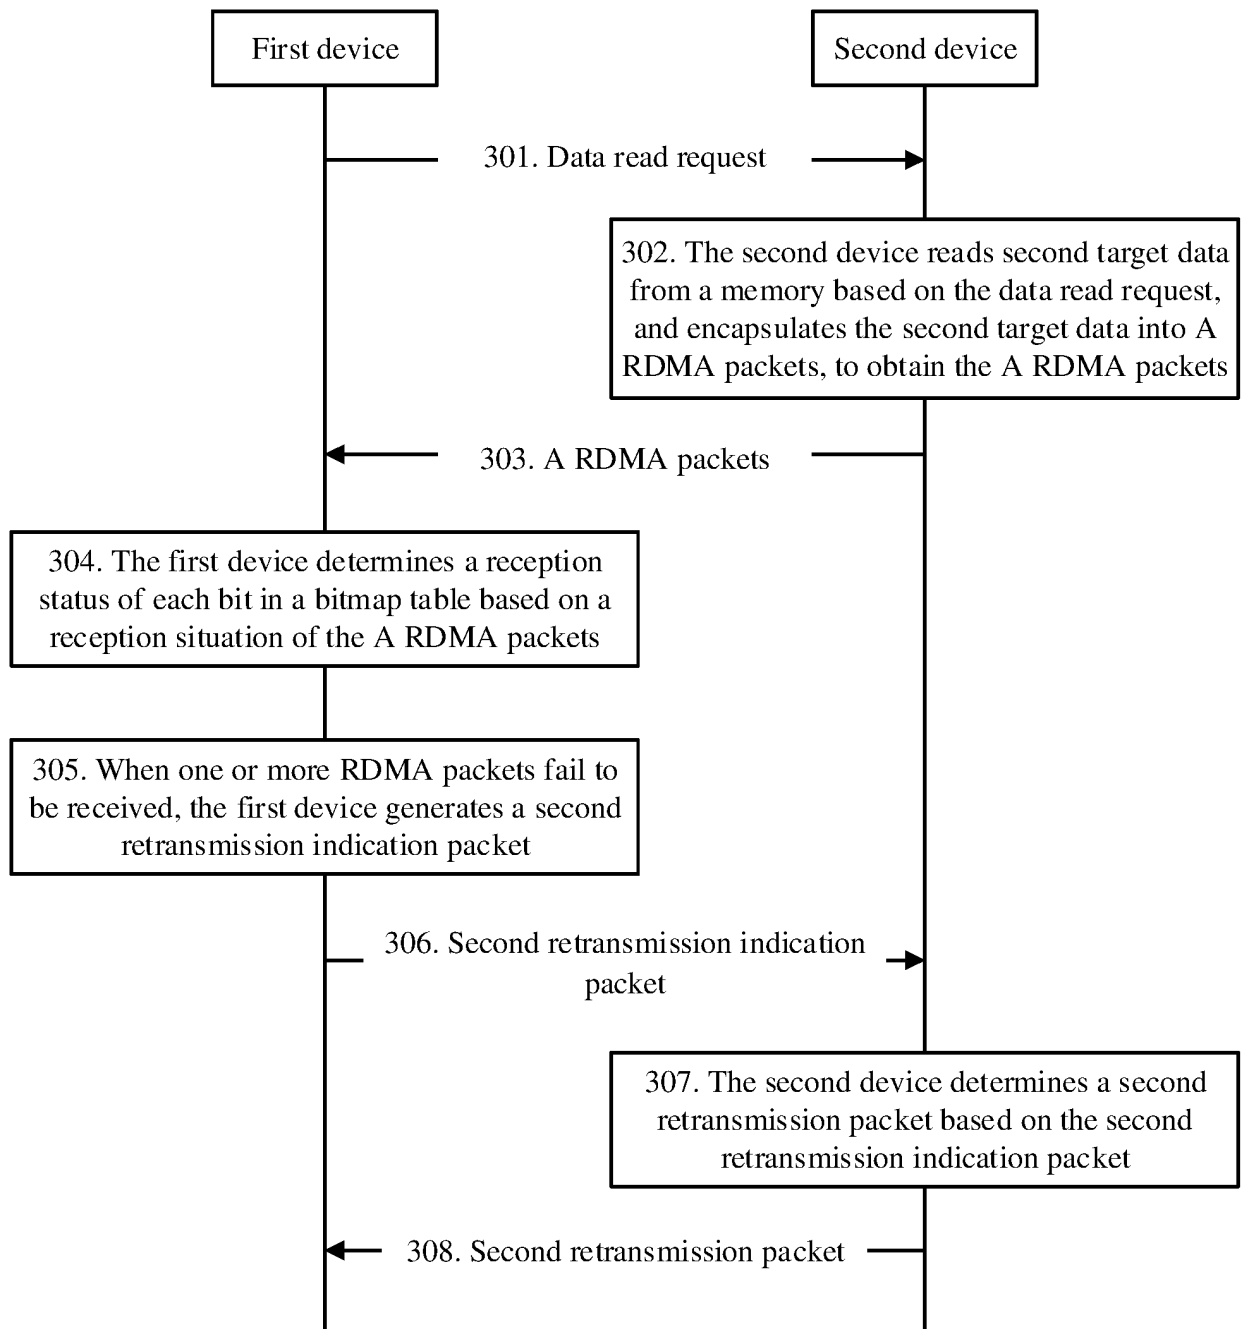 First device
Second device
301. Data read request
302. The second device reads second target data
from a memory based on the data read request,
and encapsulates the second target data into A
RDMA packets, to obtain the A RDMA packets
303. A RDMA packets
304. The first device determines a reception
status of each bit in a bitmap table based on a
reception situation of the A RDMA packets
305. When one or more RDMA packets fail to
be received, the first device generates a second
retransmission indication packet
306. Second retransmission indication
packet
307. The second device determines a second
retransmission packet based on the second
retransmission indication packet
308. Second retransmission packet